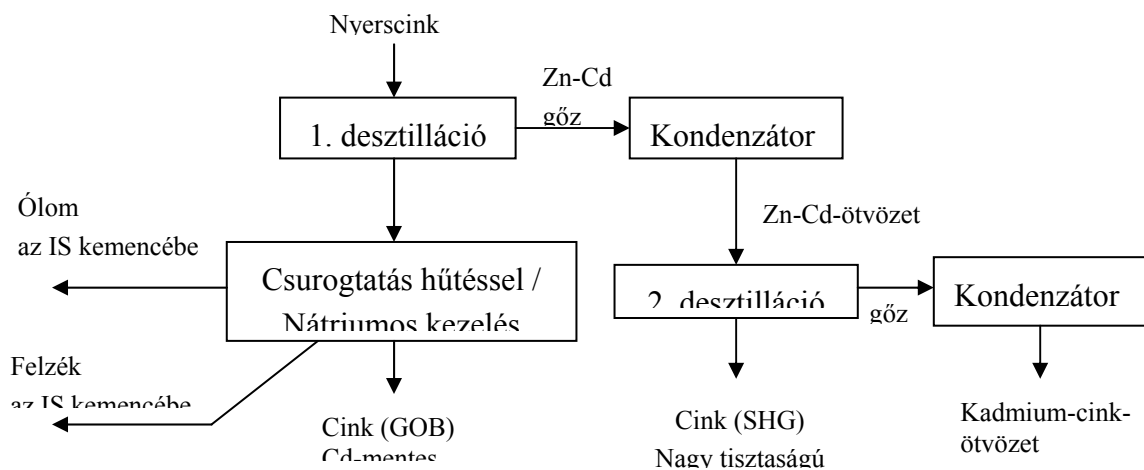 Nyerscink
Zn-Cd
gőz
1. desztilláció
Kondenzátor
Ólom
az IS kemencébe
Zn-Cd-ötvözet
Csurogtatás hűtéssel /
Nátriumos kezelés
2. desztilláció
gőz
Kondenzátor
Felzék
az IS kemencébe
Cink (GOB)
Cd-mentes
Cink (SHG)
Nagy tisztaságú
Kadmium-cink-
ötvözet